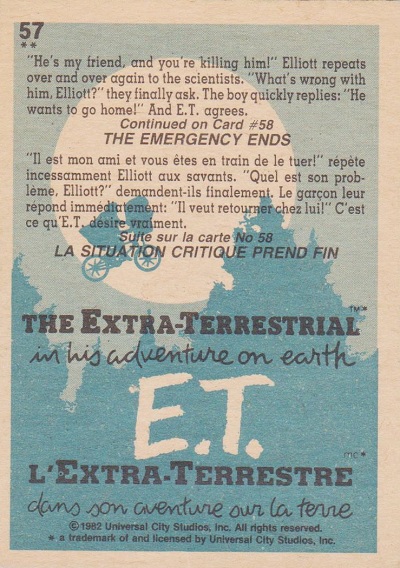 57
**
"He's my friend, and you're killing him!" Elliott repeats
over and over again to the scientists. "What's wrong with
him, Elliott?" they finally ask. The boy quickly replies: "He
wants to go home!" And E.T. agrees.
Continued on Card #58
THE EMERGENCY ENDS
"Il est mon ami et vous êtes en train de le tuer!" répète
incessamment Elliott aux savants. "Quel est son prob-
lème, Elliott?" demandent-ils finalement. Le garçon leur
répond immédiatement: "Il veut retourner chez lui!" C'est
ce qu'E.T. désire vraiment.
Suite sur la carte No 58
LA SITUATION CRITIQUE PREND FIN
THE EXTRA-TERRESTRIAL™*
in his adventure on earth
E.T.
MC*
L'EXTRA-TERRESTRE
dans son aventure sur la terre
©1982 Universal City Studios, Inc. All rights reserved.
* a trademark of and licensed by Universal City Studios, Inc.